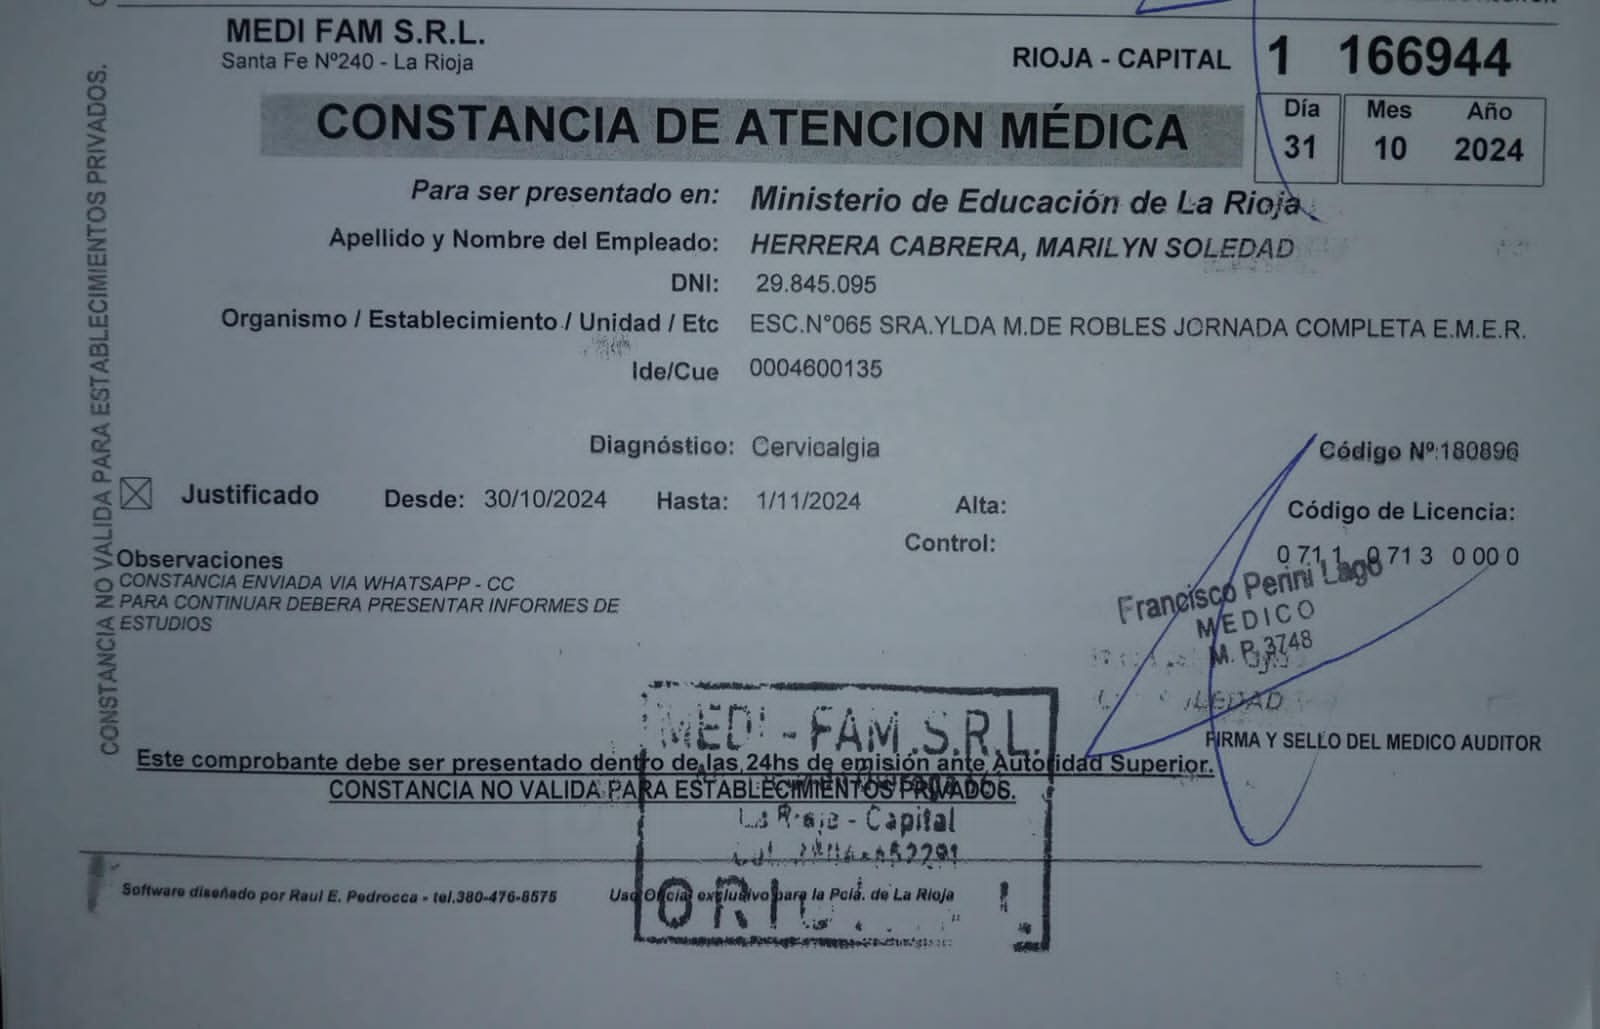 MEDI FAM S.R.L.
Santa Fe Nº240 - La Rioja
RIOJA - CAPITAL 1 166944
CONSTANCIA DE ATENCION MÉDICA
Día Mes Año
31 10 2024
Para ser presentado en: Ministerio de Educación de La Rioja
Apellido y Nombre del Empleado: HERRERA CABRERA, MARILYN SOLEDAD
DNI: 29.845.095
Organismo / Establecimiento / Unidad / Etc ESC.N°065 SRA.YLDA M.DE ROBLES JORNADA COMPLETA E.M.E.R.
Ide/Cue 0004600135
Diagnóstico: Cervicalgia
Código Nº:180896
Justificado Desde: 30/10/2024 Hasta: 1/11/2024 Alta:
Código de Licencia:
Control:
0 711 0713 0000
Observaciones
CONSTANCIA ENVIADA VIA WHATSAPP - CC
PARA CONTINUAR DEBERA PRESENTAR INFORMES DE
ESTUDIOS
Francisco Perini Lago
MEDICO
M. P. 3748
LEDAD
FIRMA Y SELLO DEL MEDICO AUDITOR
MEDI - FAM S.R.L.
Este comprobante debe ser presentado dentro de las 24hs de emisión ante Autoridad Superior.
CONSTANCIA NO VALIDA PARA ESTABLECIMIENTOS PRIVADOS.
La Rioja - Capital
Software diseñado por Raul E. Pedrocca - tel.380-476-8575
Uso Oficial exclusivo para la Pcia. de La Rioja
CONSTANCIA NO VALIDA PARA ESTABLECIMIENTOS PRIVADOS.